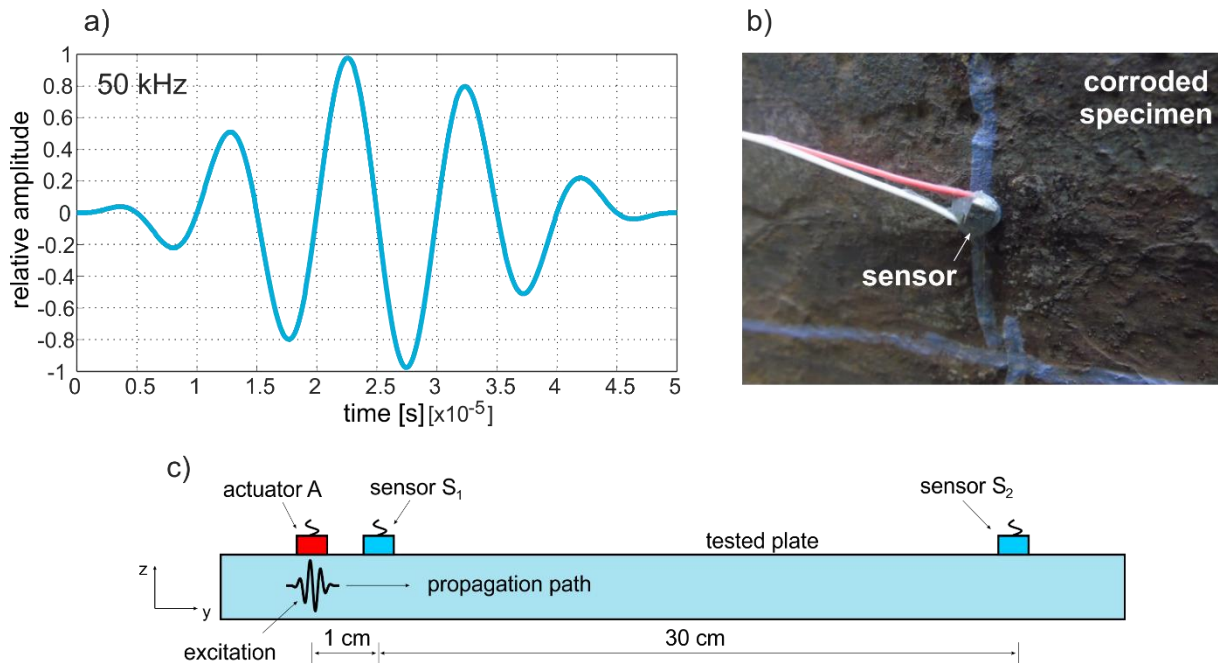 a)
50 kHz
relative amplitude
1
0.8
0.6
0.4
0.2
0
-0.2
-0.4
-0.6
-0.8
-1
0 0.5 1 1.5 2 2.5 3 3.5 4 4.5 5
time [s] [x10⁻⁵]
b)
corroded
specimen
sensor
c)
actuator A
sensor S₁
sensor S₂
tested plate
z
y
propagation path
excitation
1 cm
30 cm